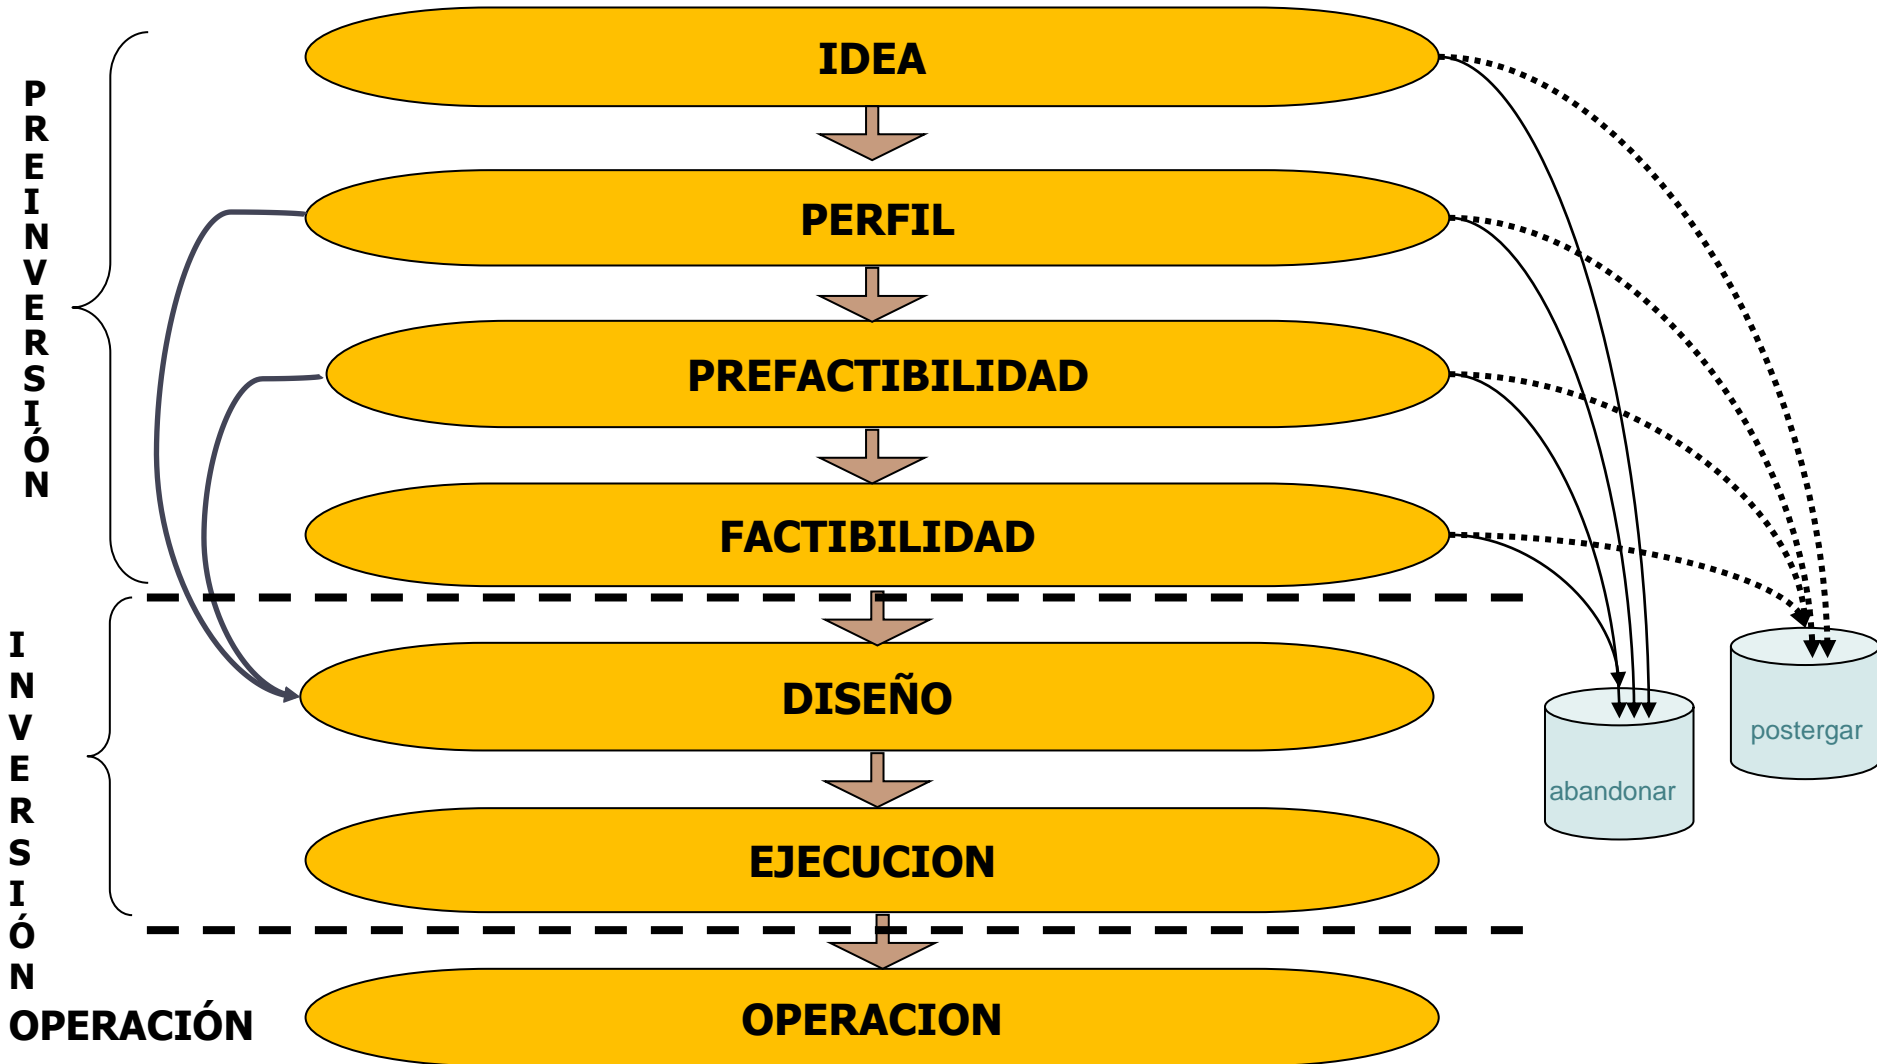 IDEA
PREINVERSIÓN
PERFIL
PREFACTIBILIDAD
FACTIBILIDAD
INVERSIÓN
DISEÑO
postergar
abandonar
EJECUCION
OPERACIÓN
OPERACION